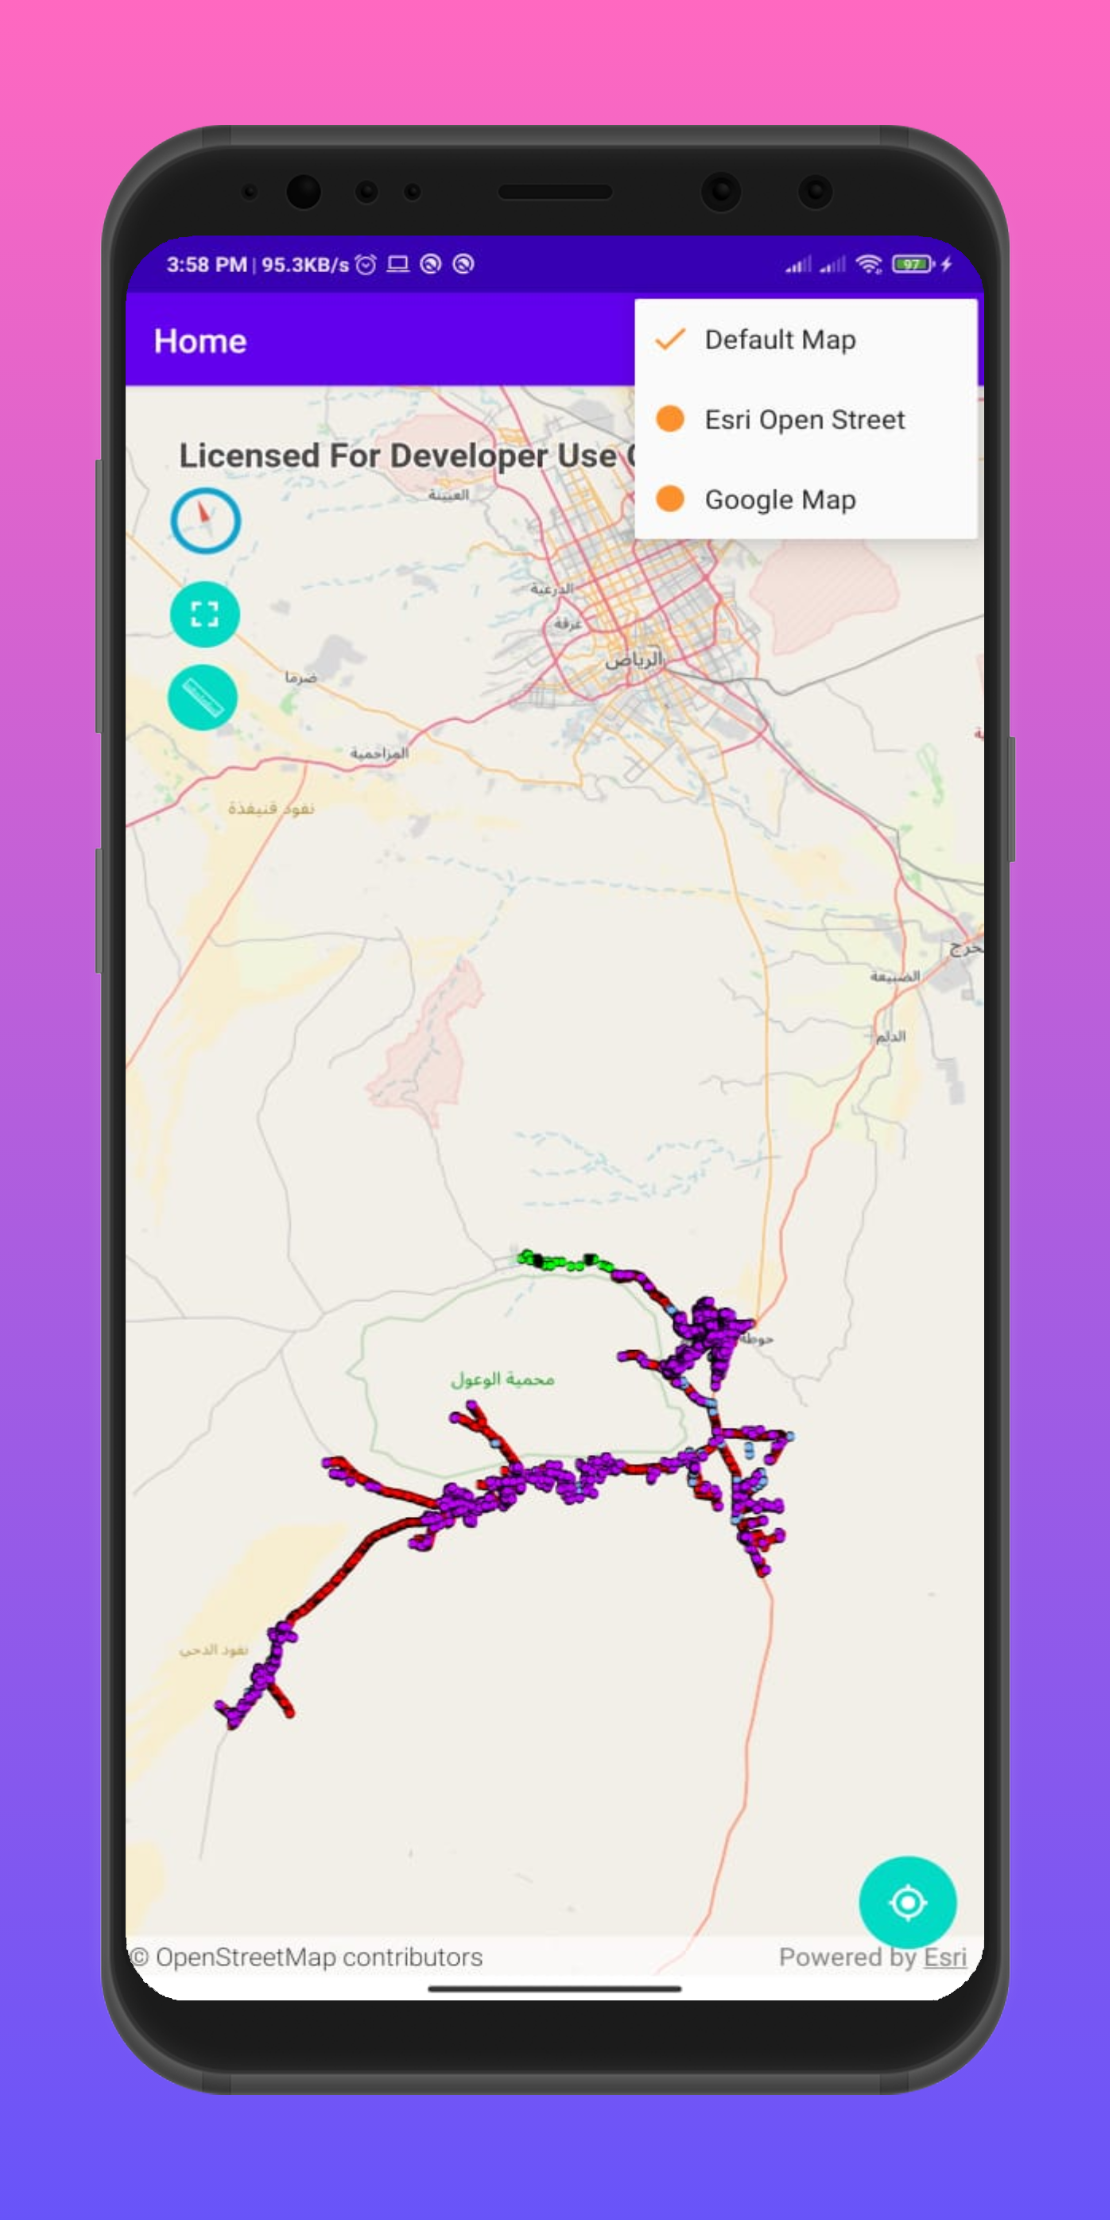 3:58 PM | 95.3KB/s
97
Home
Default Map
Esri Open Street
Google Map
Licensed For Developer Use
العيينة
الدرعية
عرقة
الرياض
ضرما
المزاحمية
نفود قنيفذة
الضبيعة
الدلم
حوطة
محمية الوعول
نفود الدحي
© OpenStreetMap contributors
Powered by Esri